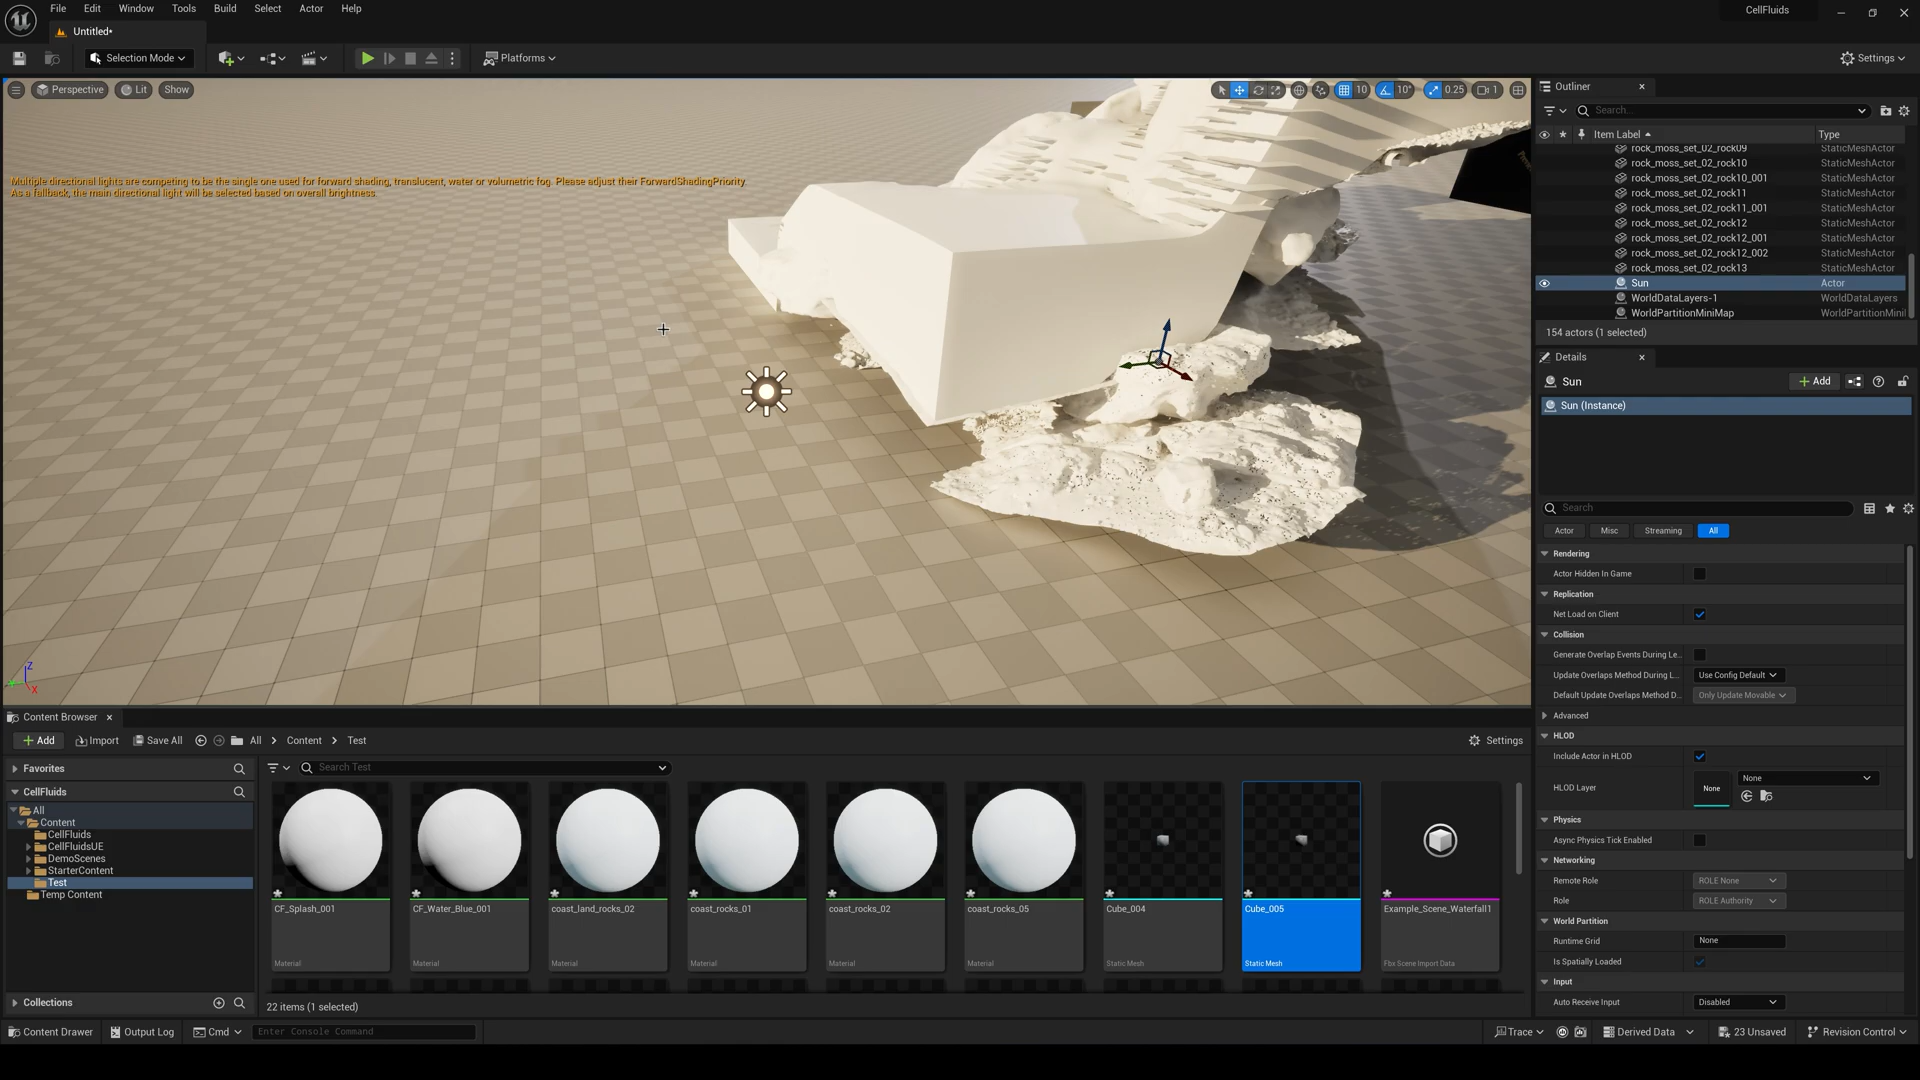 File Edit Window Tools Build Select Actor Help
CellFluids
Untitled*
Selection Mode
Platforms
Settings
Perspective Lit Show
10 10° 0.25 1
Multiple directional lights are competing to be the single one used for forward shading, translucent, water or volumetric fog. Please adjust their ForwardShadingPriority.
As a fallback, the main directional light will be selected based on overall brightness.
Z
X
Outliner
Search...
Item Label Type
rock_moss_set_02_rock09 StaticMeshActor
rock_moss_set_02_rock10 StaticMeshActor
rock_moss_set_02_rock10_001 StaticMeshActor
rock_moss_set_02_rock11 StaticMeshActor
rock_moss_set_02_rock11_001 StaticMeshActor
rock_moss_set_02_rock12 StaticMeshActor
rock_moss_set_02_rock12_001 StaticMeshActor
rock_moss_set_02_rock12_002 StaticMeshActor
rock_moss_set_02_rock13 StaticMeshActor
Sun Actor
WorldDataLayers-1 WorldDataLayers
WorldPartitionMiniMap WorldPartitionMini
154 actors (1 selected)
Details
Sun
Add
Sun (Instance)
Search
Actor Misc Streaming All
Rendering
Actor Hidden In Game
Replication
Net Load on Client
Collision
Generate Overlap Events During Le...
Update Overlaps Method During L... Use Config Default
Default Update Overlaps Method D... Only Update Movable
Advanced
HLOD
Include Actor in HLOD
HLOD Layer None None
Physics
Async Physics Tick Enabled
Networking
Remote Role ROLE None
Role ROLE Authority
World Partition
Runtime Grid None
Is Spatially Loaded
Input
Auto Receive Input Disabled
Content Browser
Add Import Save All All Content Test
Settings
Favorites
CellFluids
All
Content
CellFluids
CellFluidsUE
DemoScenes
StarterContent
Test
Temp Content
Collections
Search Test
CF_Splash_001
Material
CF_Water_Blue_001
Material
coast_land_rocks_02
Material
coast_rocks_01
Material
coast_rocks_02
Material
coast_rocks_05
Material
Cube_004
Static Mesh
Cube_005
Static Mesh
Example_Scene_Waterfall1
Fbx Scene Import Data
22 items (1 selected)
Content Drawer Output Log Cmd Enter Console Command
Trace Derived Data 23 Unsaved Revision Control